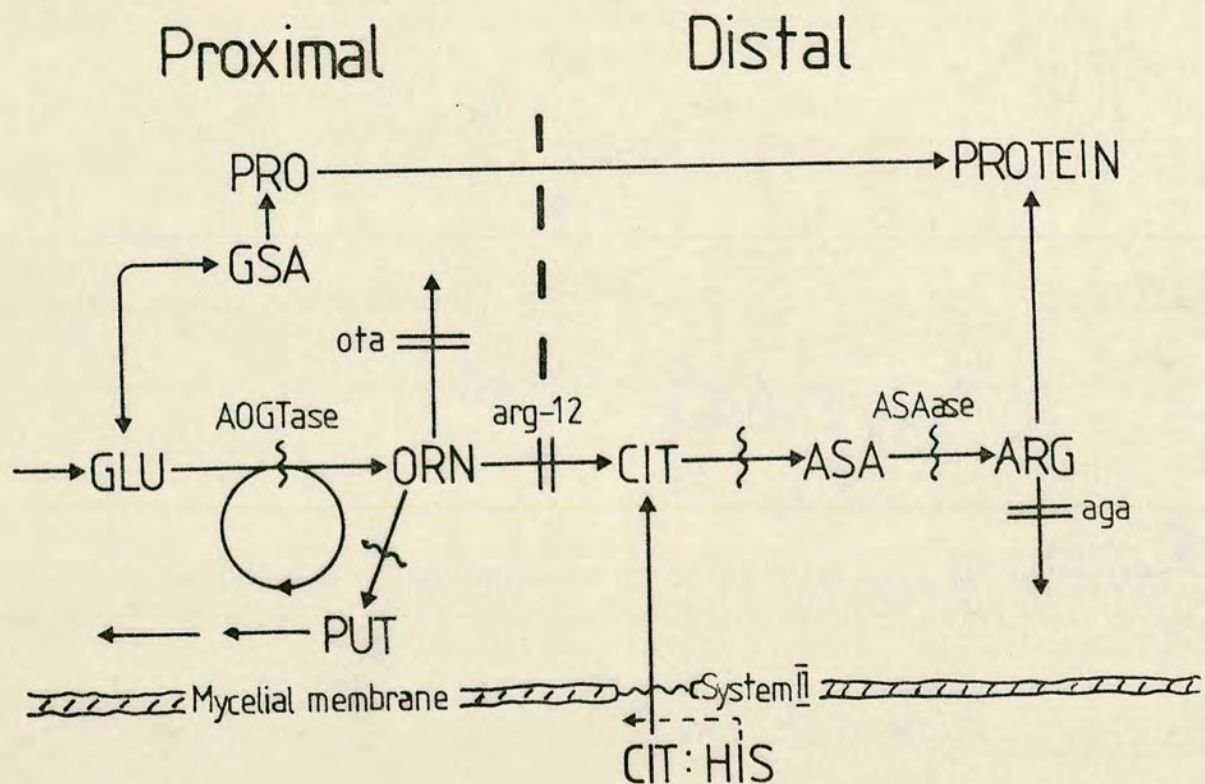 Proximal Distal
PRO PROTEIN
GSA
ota
AOGTase arg-12 ASAase
GLU ORN CIT ASA ARG
aga
PUT
Mycelial membrane System II
CIT : HIS